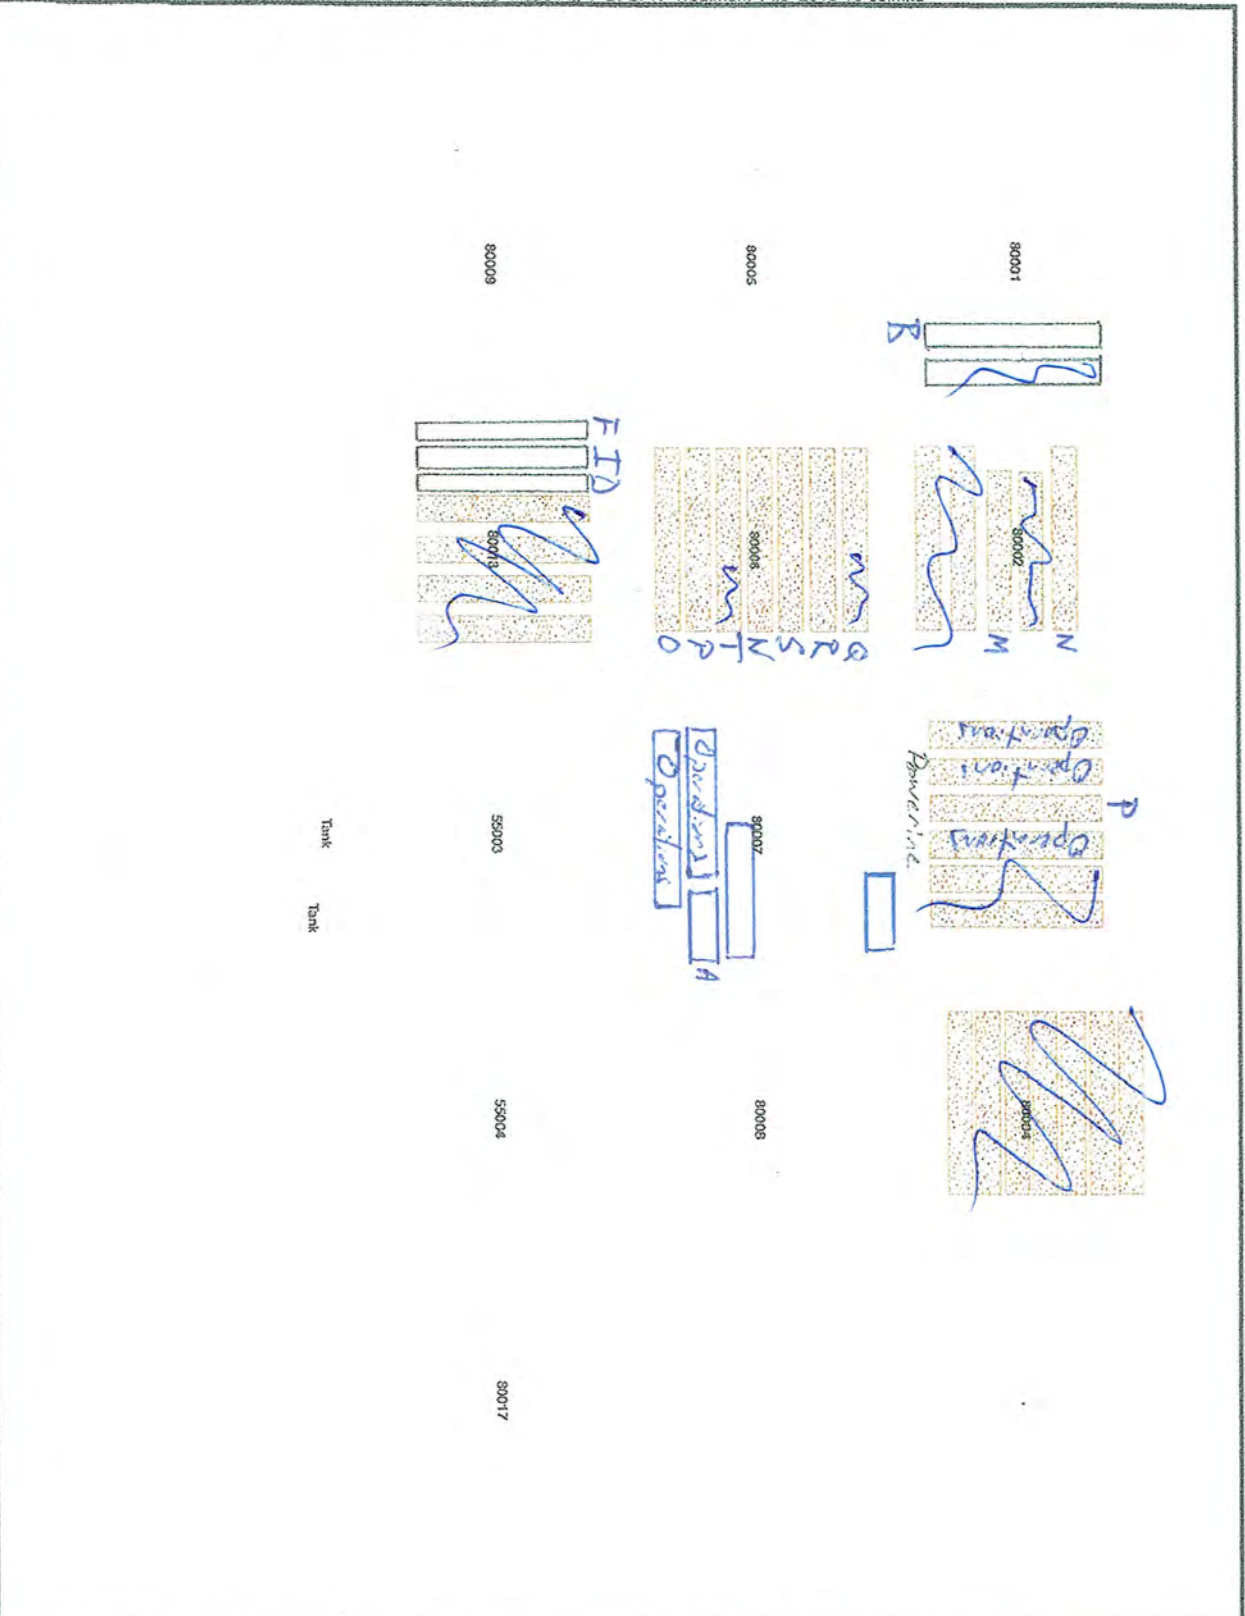 P
N
Operations
Operations
Operations
80001
80002
80004
M
B
Powerine
Q
S
80005
80006
80007
80008
T
A
Operations
O
Operations
F I D
80009
80013
55003
55004
80017
Tank Tank